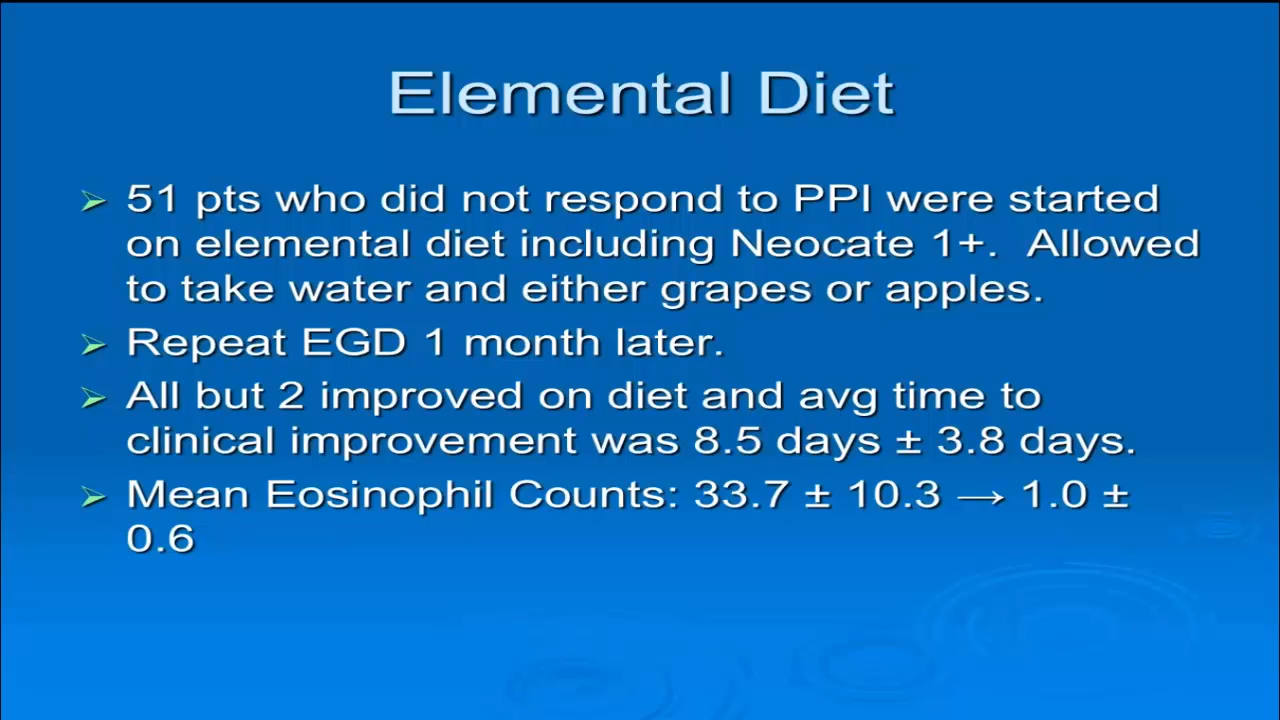 Elemental Diet
51 pts who did not respond to PPI were started
on elemental diet including Neocate 1+.  Allowed
to take water and either grapes or apples.
Repeat EGD 1 month later.
All but 2 improved on diet and avg time to
clinical improvement was 8.5 days ± 3.8 days.
Mean Eosinophil Counts: 33.7 ± 10.3 → 1.0 ±
0.6